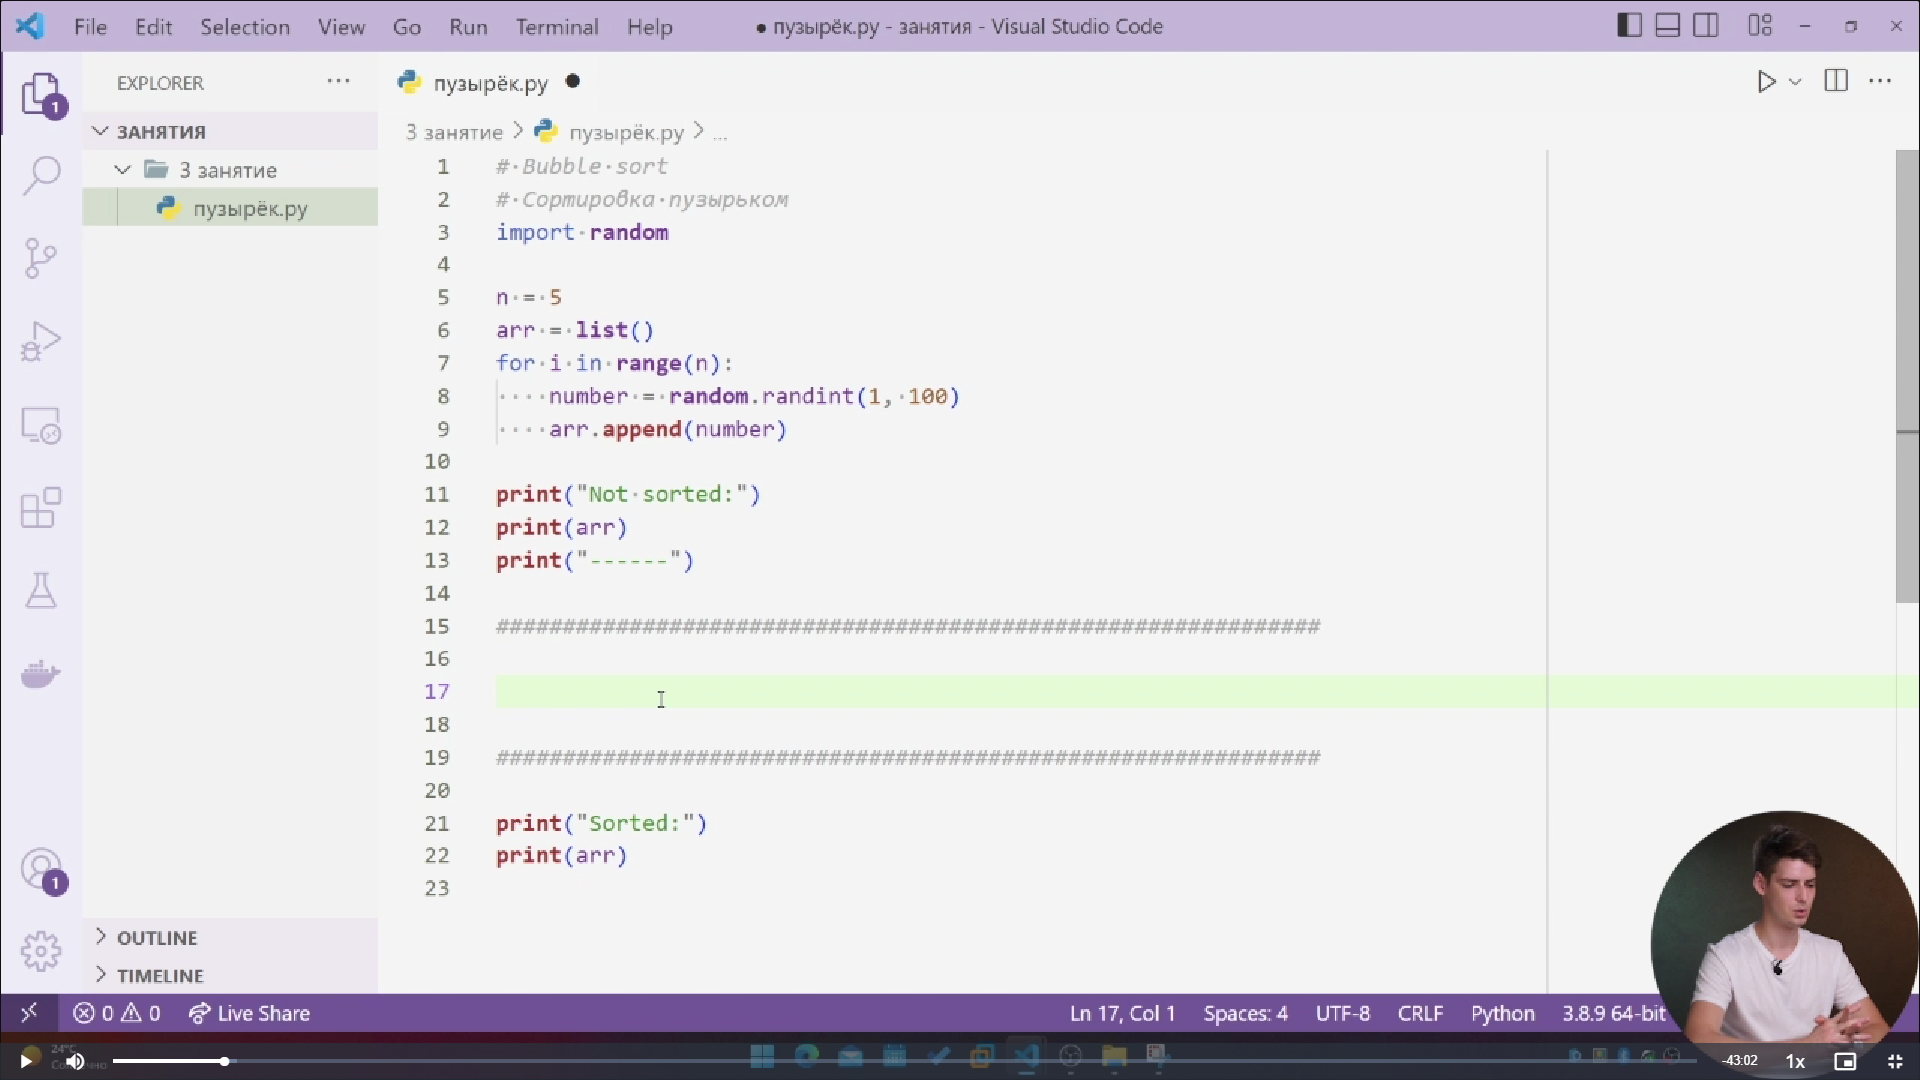 File Edit Selection View Go Run Terminal Help ● пузырёк.py - занятия - Visual Studio Code
EXPLORER
ЗАНЯТИЯ
3 занятие
пузырёк.py
1
1
OUTLINE
TIMELINE
пузырёк.py
3 занятие > пузырёк.py > ...
1 # Bubble sort
2 # Сортировка пузырьком
3 import random
4
5 n = 5
6 arr = list()
7 for i in range(n):
8     number = random.randint(1, 100)
9     arr.append(number)
10
11 print("Not sorted:")
12 print(arr)
13 print("------")
14
15 ##############################################################
16
17
18
19 ##############################################################
20
21 print("Sorted:")
22 print(arr)
23
0 0 Live Share Ln 17, Col 1 Spaces: 4 UTF-8 CRLF Python 3.8.9 64-bit
24°C
-43:02 1x